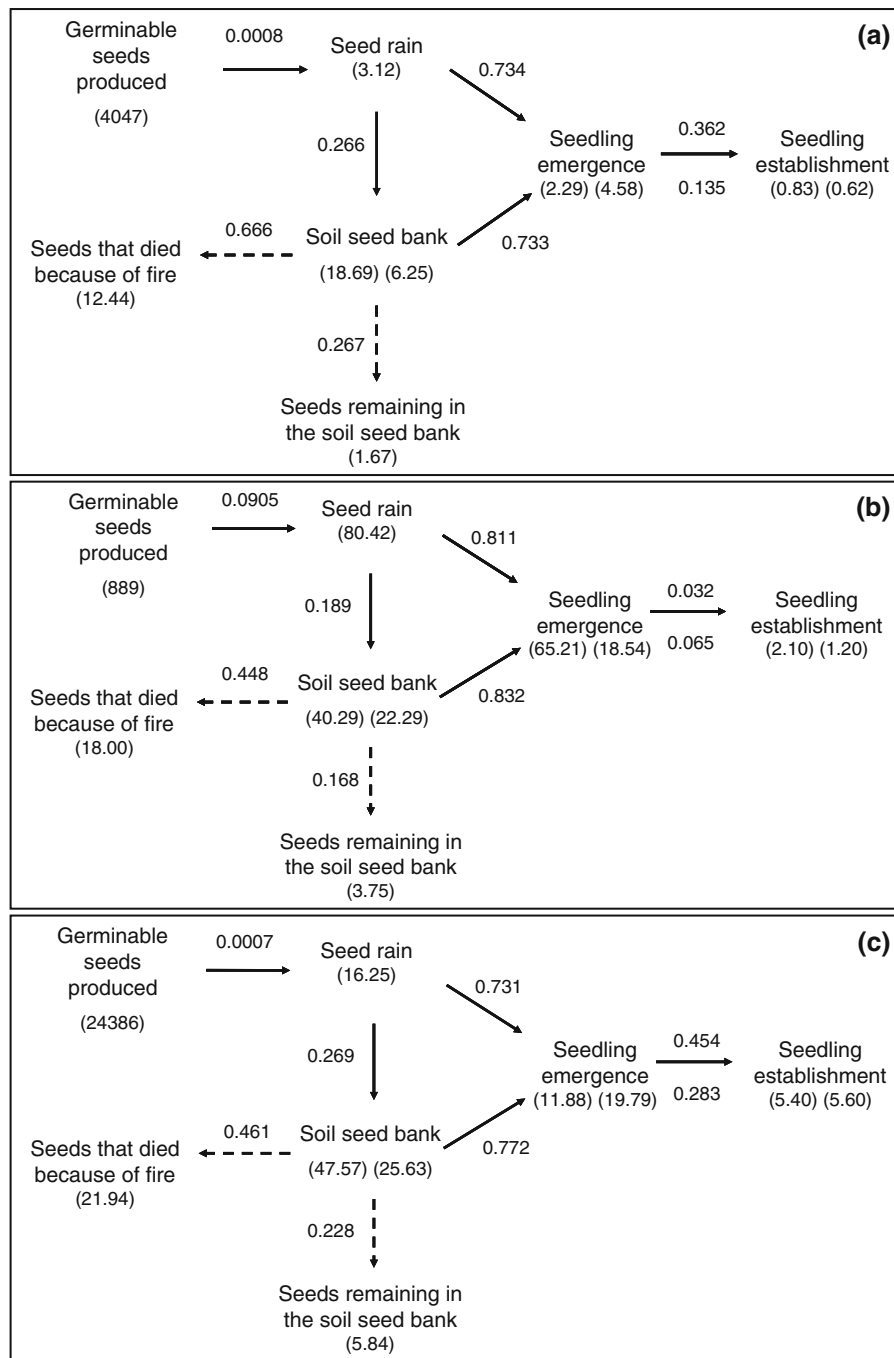 (a)
Germinable
seeds
produced
(4047)
0.0008
Seed rain
(3.12)
0.734
0.266
Seedling
emergence
(2.29) (4.58)
0.362
0.135
Seedling
establishment
(0.83) (0.62)
Seeds that died
because of fire
(12.44)
0.666
Soil seed bank
(18.69) (6.25)
0.733
0.267
Seeds remaining in
the soil seed bank
(1.67)
(b)
Germinable
seeds
produced
(889)
0.0905
Seed rain
(80.42)
0.811
0.189
Seedling
emergence
(65.21) (18.54)
0.032
0.065
Seedling
establishment
(2.10) (1.20)
Seeds that died
because of fire
(18.00)
0.448
Soil seed bank
(40.29) (22.29)
0.832
0.168
Seeds remaining in
the soil seed bank
(3.75)
(c)
Germinable
seeds
produced
(24386)
0.0007
Seed rain
(16.25)
0.731
0.269
Seedling
emergence
(11.88) (19.79)
0.454
0.283
Seedling
establishment
(5.40) (5.60)
Seeds that died
because of fire
(21.94)
0.461
Soil seed bank
(47.57) (25.63)
0.772
0.228
Seeds remaining in
the soil seed bank
(5.84)